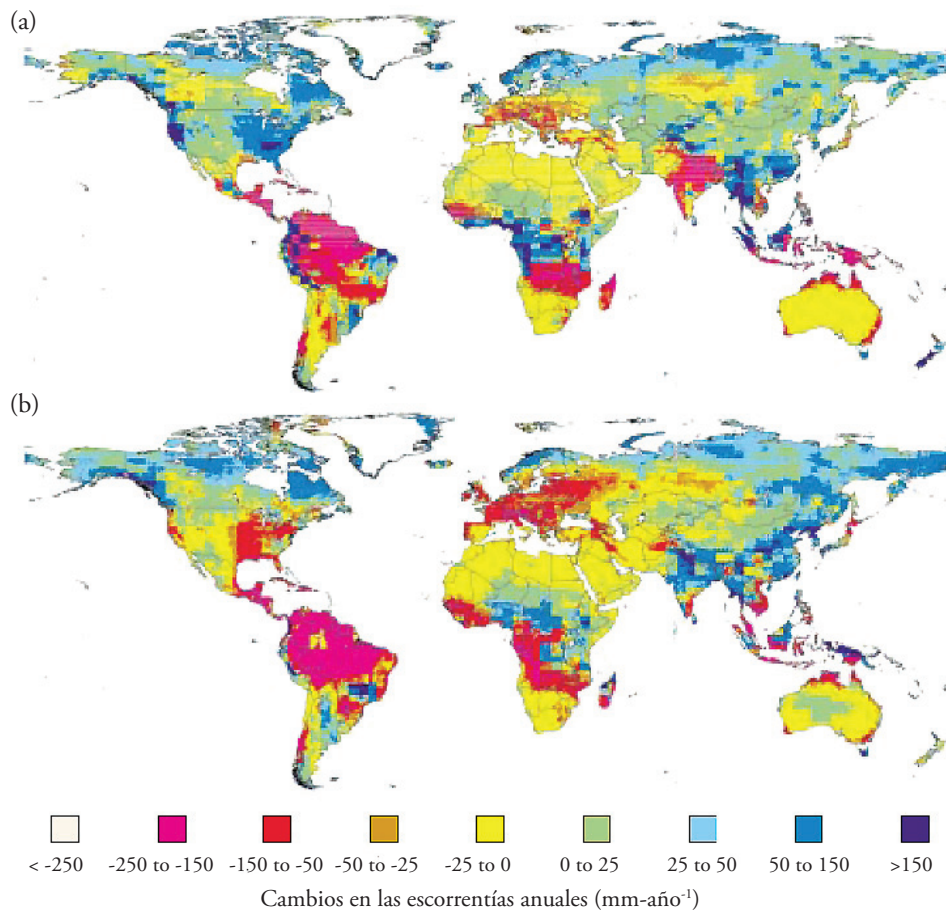 (a)
(b)
< -250 -250 to -150 -150 to -50 -50 to -25 -25 to 0 0 to 25 25 to 50 50 to 150 >150
Cambios en las escorrentías anuales (mm-año⁻¹)